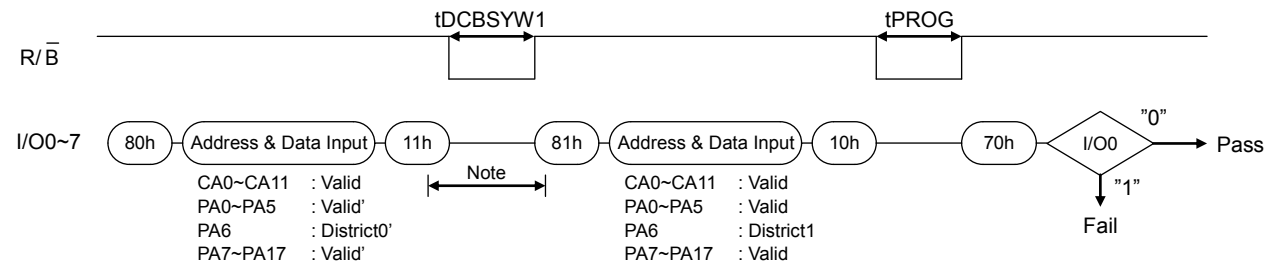 tDCBSYW1 tPROG
R/B̅
I/O0~7 80h Address & Data Input 11h 81h Address & Data Input 10h 70h I/O0 ”0” Pass
Note
”1”
Fail
CA0~CA11 : Valid
PA0~PA5 : Valid’
PA6 : District0’
PA7~PA17 : Valid’
CA0~CA11 : Valid
PA0~PA5 : Valid
PA6 : District1
PA7~PA17 : Valid